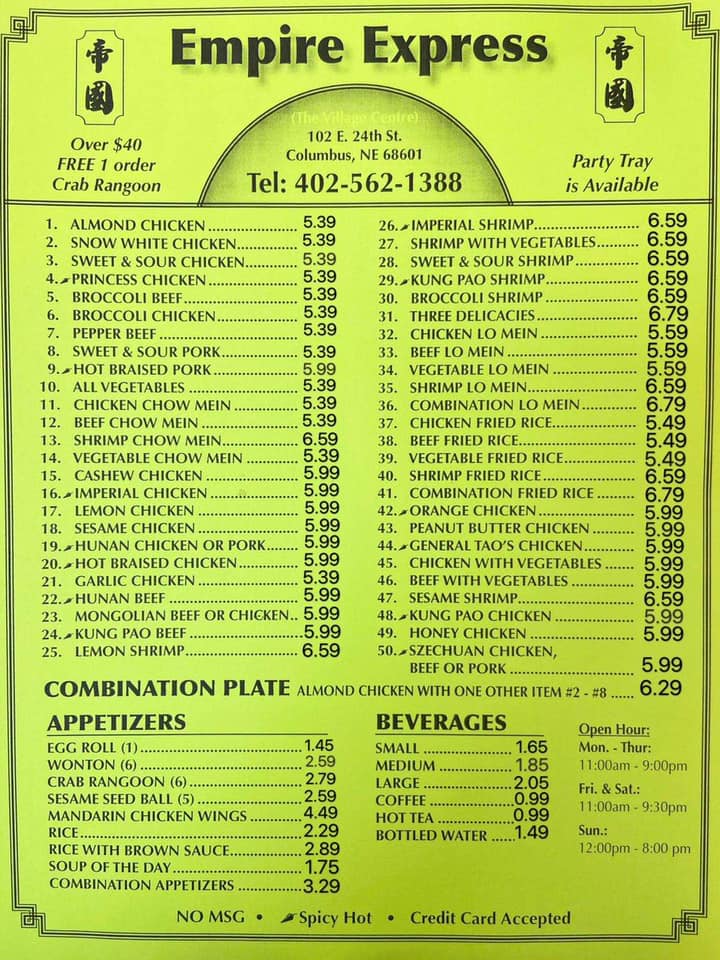 Empire Express
帝國
帝國
(The Village Centre)
102 E. 24th St.
Columbus, NE 68601
Tel: 402-562-1388
Over $40
FREE 1 order
Crab Rangoon
Party Tray
is Available
1. ALMOND CHICKEN 5.39
2. SNOW WHITE CHICKEN 5.39
3. SWEET & SOUR CHICKEN 5.39
4. PRINCESS CHICKEN 5.39
5. BROCCOLI BEEF 5.39
6. BROCCOLI CHICKEN 5.39
7. PEPPER BEEF 5.39
8. SWEET & SOUR PORK 5.39
9. HOT BRAISED PORK 5.99
10. ALL VEGETABLES 5.39
11. CHICKEN CHOW MEIN 5.39
12. BEEF CHOW MEIN 5.39
13. SHRIMP CHOW MEIN 6.59
14. VEGETABLE CHOW MEIN 5.39
15. CASHEW CHICKEN 5.99
16. IMPERIAL CHICKEN 5.99
17. LEMON CHICKEN 5.99
18. SESAME CHICKEN 5.99
19. HUNAN CHICKEN OR PORK 5.99
20. HOT BRAISED CHICKEN 5.99
21. GARLIC CHICKEN 5.39
22. HUNAN BEEF 5.99
23. MONGOLIAN BEEF OR CHICKEN 5.99
24. KUNG PAO BEEF 5.99
25. LEMON SHRIMP 6.59
26. IMPERIAL SHRIMP 6.59
27. SHRIMP WITH VEGETABLES 6.59
28. SWEET & SOUR SHRIMP 6.59
29. KUNG PAO SHRIMP 6.59
30. BROCCOLI SHRIMP 6.59
31. THREE DELICACIES 6.79
32. CHICKEN LO MEIN 5.59
33. BEEF LO MEIN 5.59
34. VEGETABLE LO MEIN 5.59
35. SHRIMP LO MEIN 6.59
36. COMBINATION LO MEIN 6.79
37. CHICKEN FRIED RICE 5.49
38. BEEF FRIED RICE 5.49
39. VEGETABLE FRIED RICE 5.49
40. SHRIMP FRIED RICE 6.59
41. COMBINATION FRIED RICE 6.79
42. ORANGE CHICKEN 5.99
43. PEANUT BUTTER CHICKEN 5.99
44. GENERAL TAO'S CHICKEN 5.99
45. CHICKEN WITH VEGETABLES 5.99
46. BEEF WITH VEGETABLES 5.99
47. SESAME SHRIMP 6.59
48. KUNG PAO CHICKEN 5.99
49. HONEY CHICKEN 5.99
50. SZECHUAN CHICKEN,
BEEF OR PORK 5.99
COMBINATION PLATE ALMOND CHICKEN WITH ONE OTHER ITEM #2 - #8 6.29
APPETIZERS
EGG ROLL (1) 1.45
WONTON (6) 2.59
CRAB RANGOON (6) 2.79
SESAME SEED BALL (5) 2.59
MANDARIN CHICKEN WINGS 4.49
RICE 2.29
RICE WITH BROWN SAUCE 2.89
SOUP OF THE DAY 1.75
COMBINATION APPETIZERS 3.29
BEVERAGES
SMALL 1.65
MEDIUM 1.85
LARGE 2.05
COFFEE 0.99
HOT TEA 0.99
BOTTLED WATER 1.49
Open Hour:
Mon. - Thur:
11:00am - 9:00pm
Fri. & Sat.:
11:00am - 9:30pm
Sun.:
12:00pm - 8:00 pm
NO MSG • Spicy Hot • Credit Card Accepted